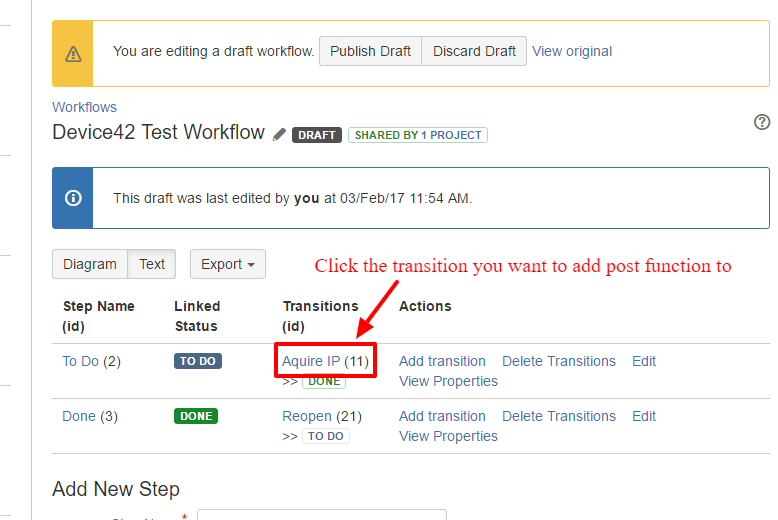 You are editing a draft workflow. Publish Draft Discard Draft View original
Workflows
Device42 Test Workflow DRAFT SHARED BY 1 PROJECT
This draft was last edited by you at 03/Feb/17 11:54 AM.
Diagram Text Export
Click the transition you want to add post function to
Step Name (id) Linked Status Transitions (id) Actions
To Do (2) TO DO Aquire IP (11) Add transition Delete Transitions Edit
>> DONE View Properties
Done (3) DONE Reopen (21) Add transition Delete Transitions Edit
>> TO DO View Properties
Add New Step